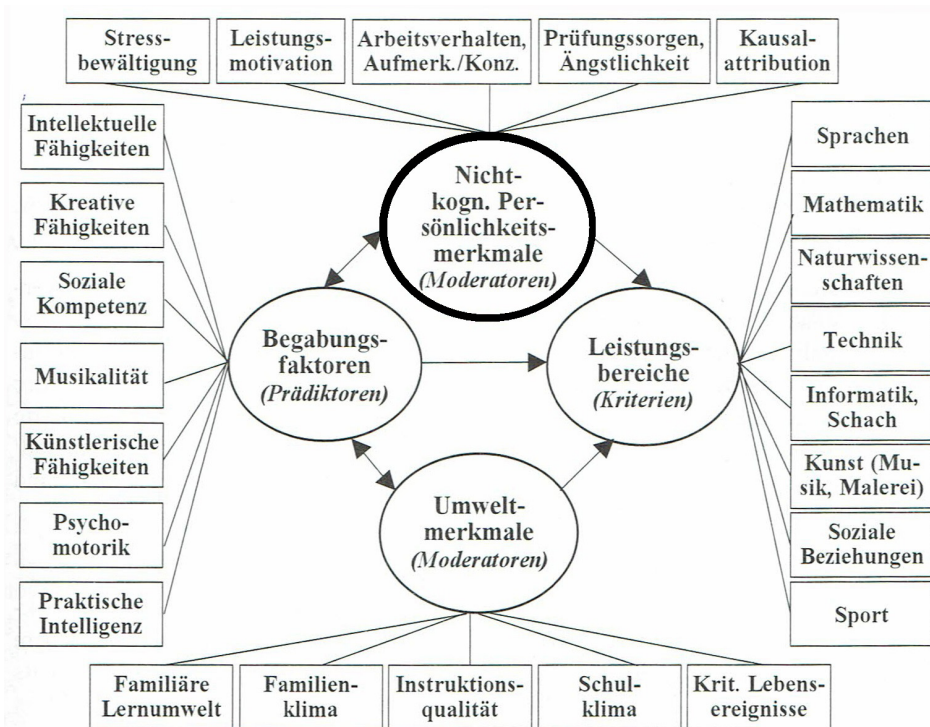 Stress-
bewältigung
Leistungs-
motivation
Arbeitsverhalten,
Aufmerk./Konz.
Prüfungssorgen,
Ängstlichkeit
Kausal-
attribution
Intellektuelle
Fähigkeiten
Kreative
Fähigkeiten
Soziale
Kompetenz
Musikalität
Künstlerische
Fähigkeiten
Psycho-
motorik
Praktische
Intelligenz
Nicht-
kogn. Per-
sönlichkeits-
merkmale
(Moderatoren)
Begabungs-
faktoren
(Prädiktoren)
Leistungs-
bereiche
(Kriterien)
Umwelt-
merkmale
(Moderatoren)
Sprachen
Mathematik
Naturwissen-
schaften
Technik
Informatik,
Schach
Kunst (Mu-
sik, Malerei)
Soziale
Beziehungen
Sport
Familiäre
Lernumwelt
Familien-
klima
Instruktions-
qualität
Schul-
klima
Krit. Lebens-
ereignisse